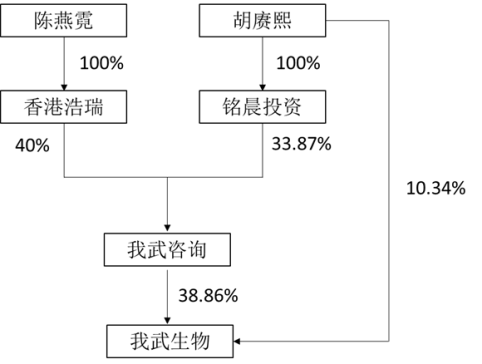 陈燕霓
胡赓熙
100%
100%
香港浩瑞
铭晨投资
40%
33.87%
10.34%
我武咨询
38.86%
我武生物